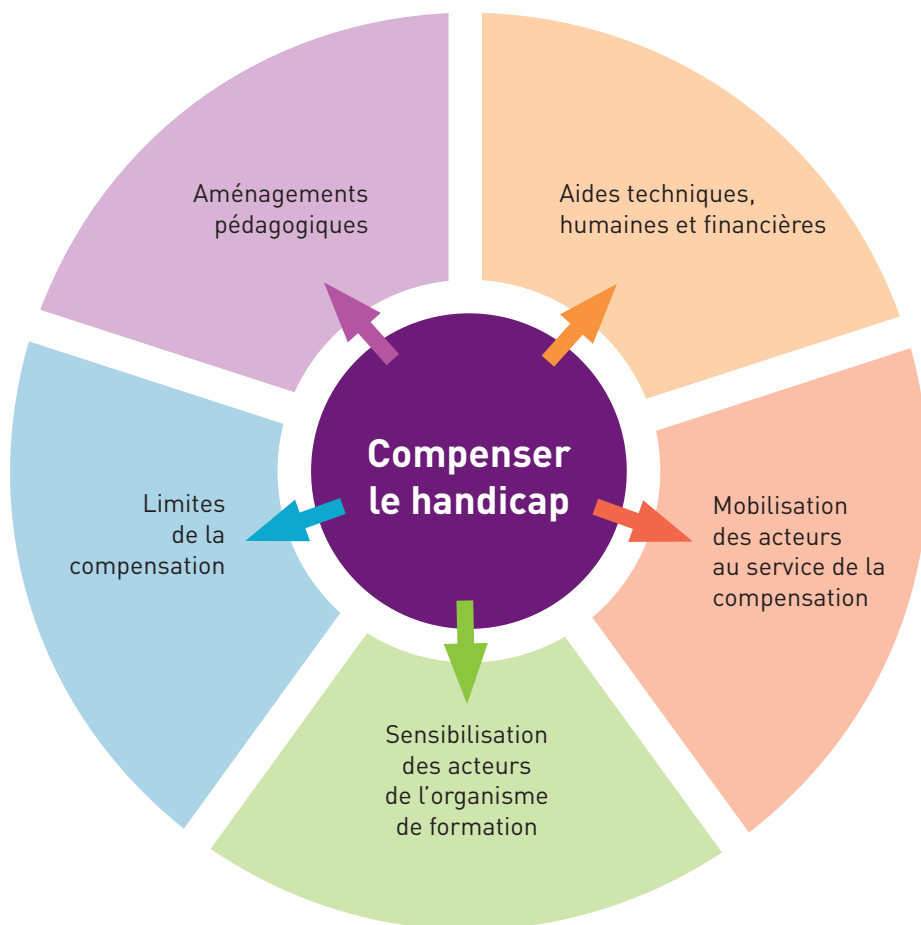 Aménagements
pédagogiques
Aides techniques,
humaines et financières
Compenser
le handicap
Limites
de la
compensation
Mobilisation
des acteurs
au service de la
compensation
Sensibilisation
des acteurs
de l’organisme
de formation